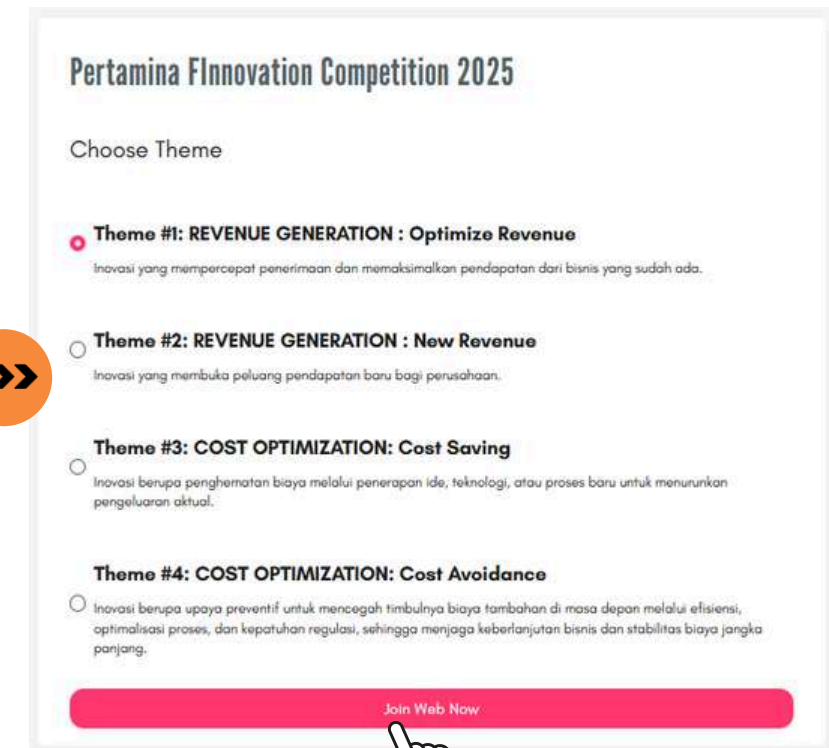 Pertamina FInnovation Competition 2025
Choose Theme
Theme #1: REVENUE GENERATION : Optimize Revenue
Inovasi yang mempercepat penerimaan dan memaksimalkan pendapatan dari bisnis yang sudah ada.
Theme #2: REVENUE GENERATION : New Revenue
Inovasi yang membuka peluang pendapatan baru bagi perusahaan.
Theme #3: COST OPTIMIZATION: Cost Saving
Inovasi berupa penghematan biaya melalui penerapan ide, teknologi, atau proses baru untuk menurunkan
pengeluaran aktual.
Theme #4: COST OPTIMIZATION: Cost Avoidance
Inovasi berupa upaya preventif untuk mencegah timbulnya biaya tambahan di masa depan melalui efisiensi,
optimalisasi proses, dan kepatuhan regulasi, sehingga menjaga keberlanjutan bisnis dan stabilitas biaya jangka
panjang.
Join Web Now